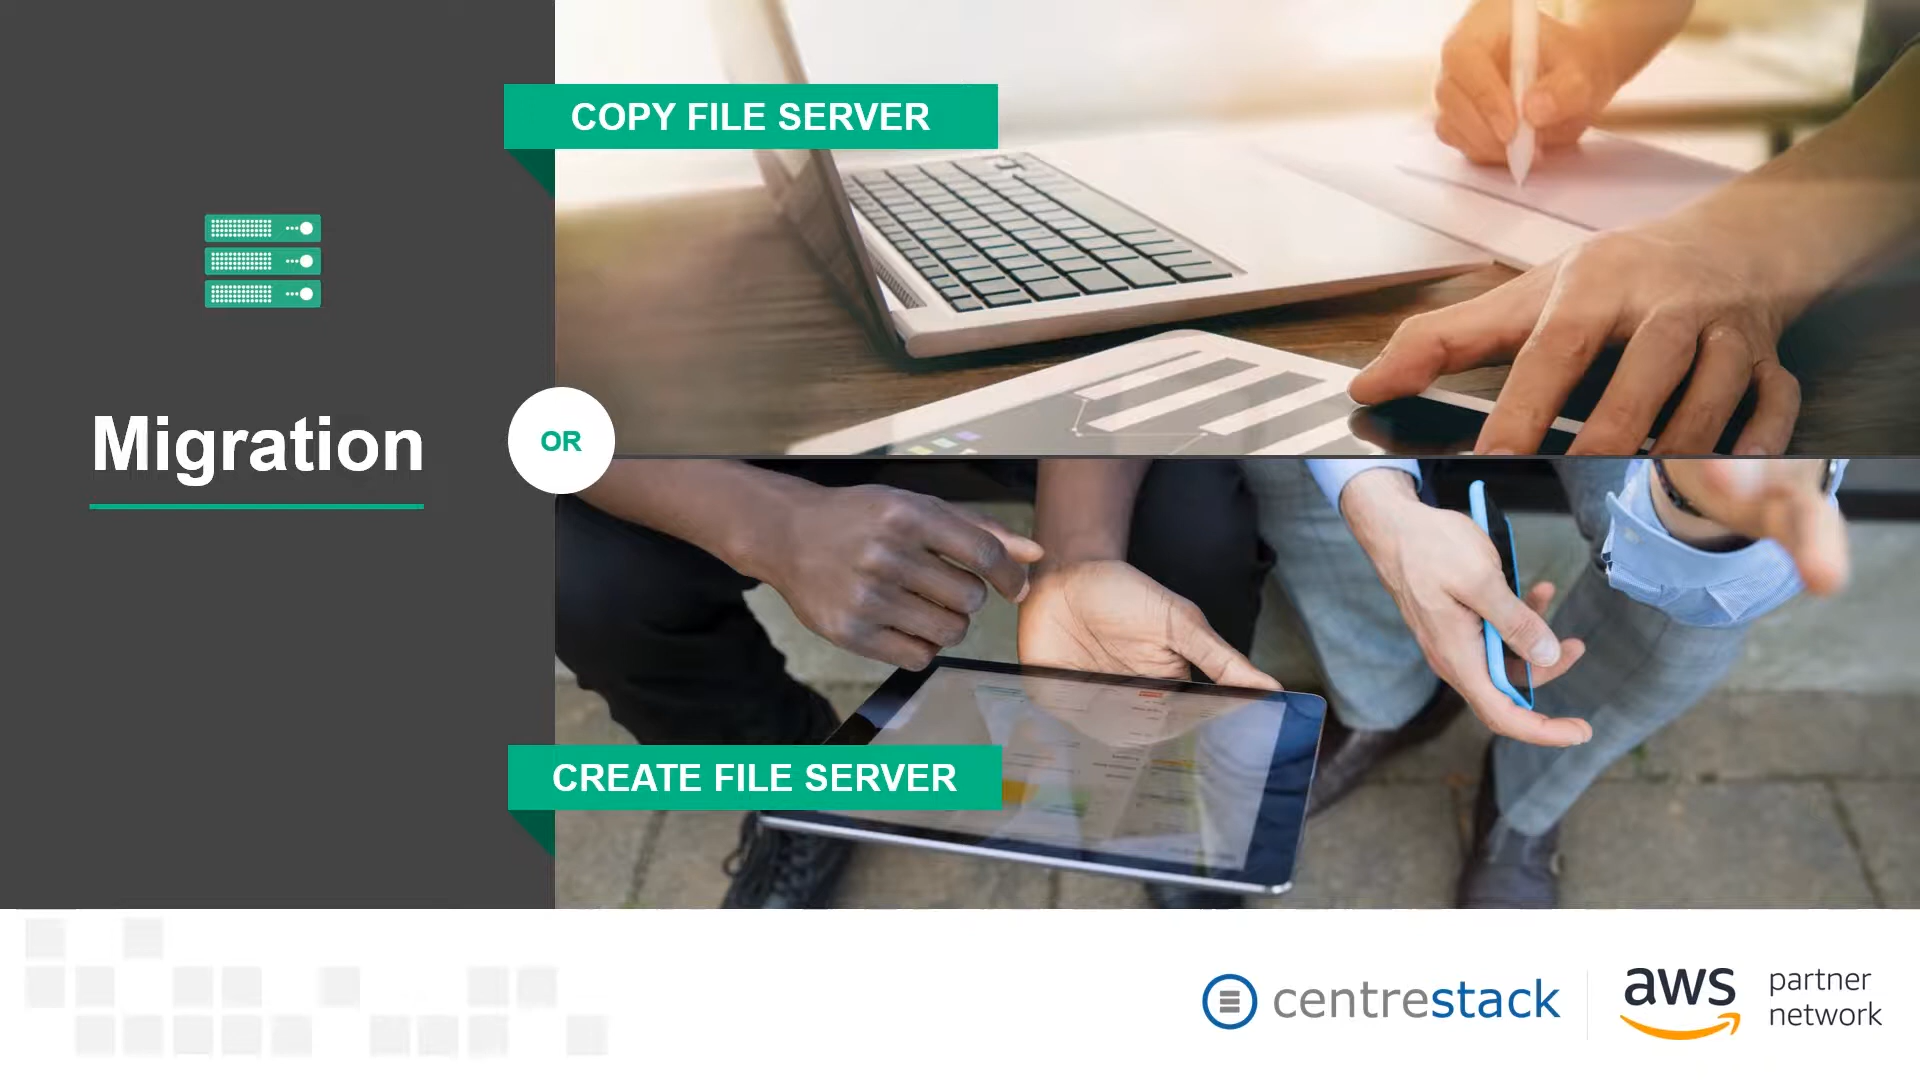 COPY FILE SERVER
Migration
OR
CREATE FILE SERVER
centrestack
aws
partner
network